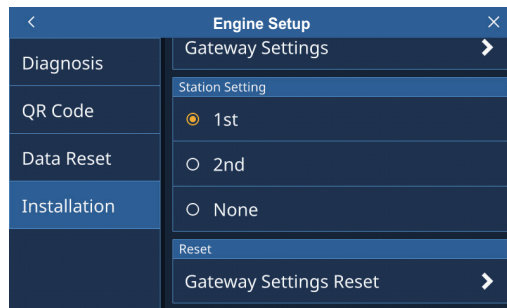 Engine Setup
Diagnosis
QR Code
Data Reset
Installation
Gateway Settings
Station Setting
1st
2nd
None
Reset
Gateway Settings Reset